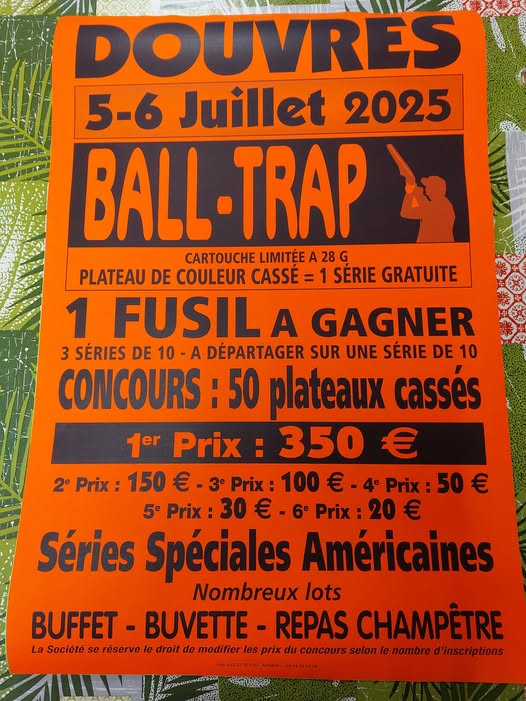 DOUVRES
5-6 Juillet 2025
BALL-TRAP
CARTOUCHE LIMITÉE A 28 G
PLATEAU DE COULEUR CASSÉ = 1 SÉRIE GRATUITE
1 FUSIL A GAGNER
3 SÉRIES DE 10 - A DÉPARTAGER SUR UNE SÉRIE DE 10
CONCOURS : 50 plateaux cassés
1er Prix : 350 €
2e Prix : 150 € - 3e Prix : 100 € - 4e Prix : 50 €
5e Prix : 30 € - 6e Prix : 20 €
Séries Spéciales Américaines
Nombreux lots
BUFFET - BUVETTE - REPAS CHAMPÊTRE
La Société se réserve le droit de modifier les prix du concours selon le nombre d'inscriptions